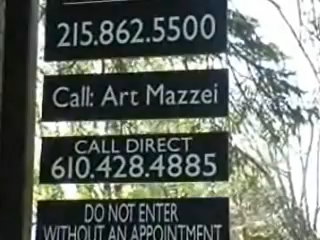 215.862.5500
Call: Art Mazzei
CALL DIRECT
610.428.4885
DO NOT ENTER
WITHOUT AN APPOINTMENT